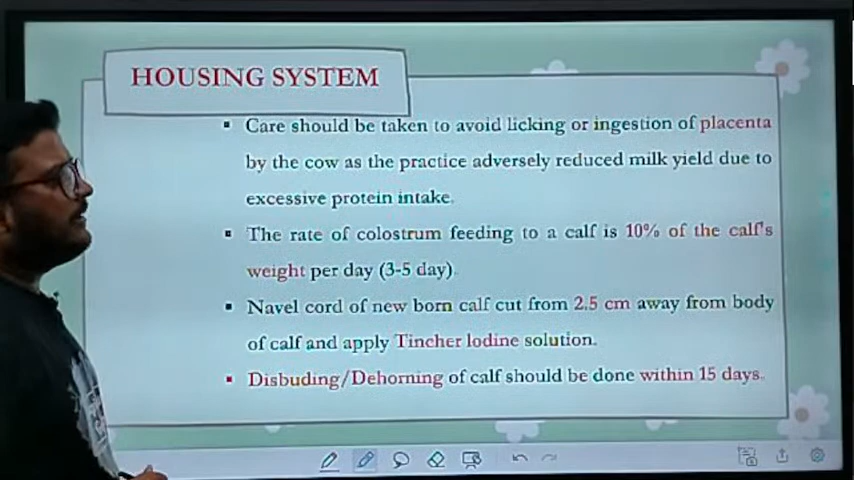 HOUSING SYSTEM
▪ Care should be taken to avoid licking or ingestion of placenta
by the cow as the practice adversely reduced milk yield due to
excessive protein intake.
▪ The rate of colostrum feeding to a calf is 10% of the calf's
weight per day (3-5 day).
▪ Navel cord of new born calf cut from 2.5 cm away from body
of calf and apply Tincher Iodine solution.
▪ Disbuding/Dehorning of calf should be done within 15 days.